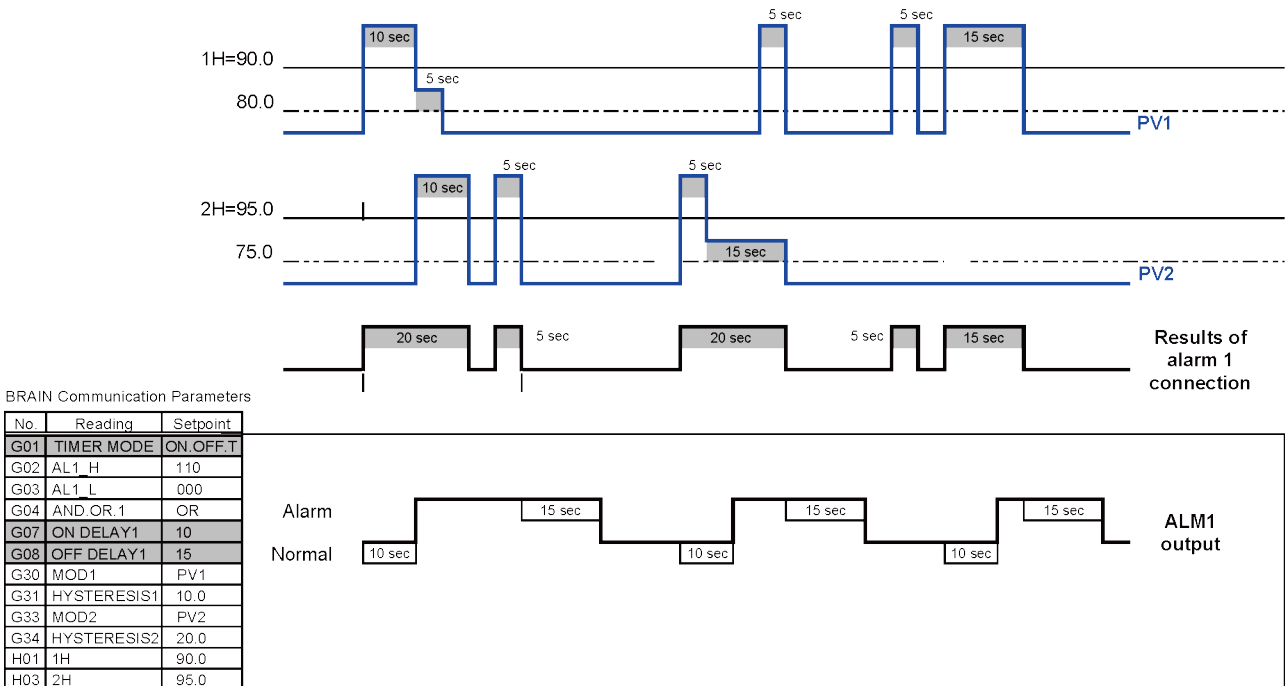 5 sec
5 sec
10 sec
15 sec
1H=90.0
5 sec
80.0
PV1
5 sec
5 sec
10 sec
2H=95.0
75.0
15 sec
PV2
20 sec
5 sec
20 sec
5 sec
15 sec
Results of
alarm 1
connection
BRAIN Communication Parameters
No. Reading Setpoint
G01 TIMER MODE ON.OFF.T
G02 AL1_H 110
G03 AL1_L 000
G04 AND.OR.1 OR
G07 ON DELAY1 10
G08 OFF DELAY1 15
G30 MOD1 PV1
G31 HYSTERESIS1 10.0
G33 MOD2 PV2
G34 HYSTERESIS2 20.0
H01 1H 90.0
H03 2H 95.0
Alarm
15 sec
15 sec
15 sec
ALM1
output
Normal
10 sec
10 sec
10 sec